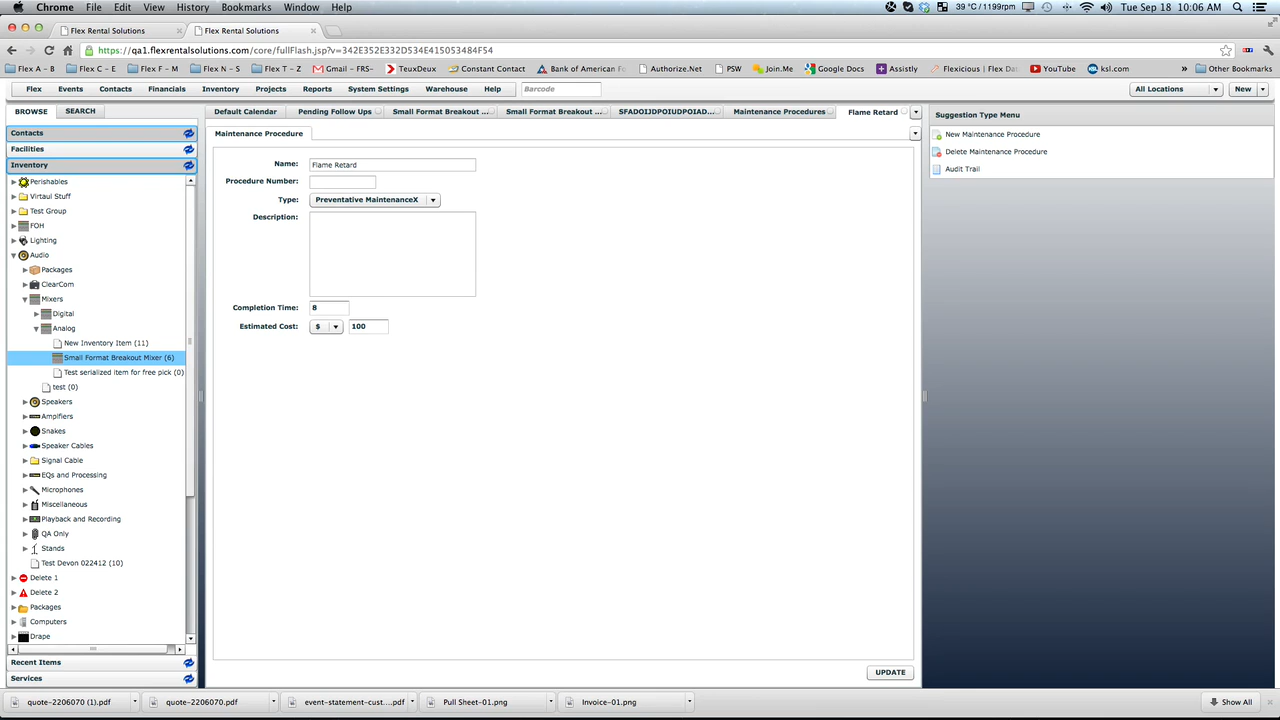 Chrome File Edit View History Bookmarks Window Help 39 °C / 1199rpm Tue Sep 18 10:06 AM
Flex Rental Solutions Flex Rental Solutions
https://qa1.flexrentalsolutions.com/core/fullFlash.jsp?v=342E352E332D534E415053484F54
Flex A - B Flex C - E Flex F - M Flex N - S Flex T - Z Gmail - FRS- TeuxDeux Constant Contact Bank of American Fo Authorize.Net PSW Join.Me Google Docs Assistly Flexicious Flex Dat YouTube ksl.com » Other Bookmarks
Flex Events Contacts Financials Inventory Projects Reports System Settings Warehouse Help Barcode All Locations New
BROWSE SEARCH Default Calendar Pending Follow Ups Small Format Breakout ... Small Format Breakout ... SFADOIJDPOIUDPOIAD... Maintenance Procedures Flame Retard
Suggestion Type Menu
New Maintenance Procedure
Delete Maintenance Procedure
Audit Trail
Contacts
Facilities
Inventory
Perishables
Virtaul Stuff
Test Group
FOH
Lighting
Audio
Packages
ClearCom
Mixers
Digital
Analog
New Inventory Item (11)
Small Format Breakout Mixer (6)
Test serialized item for free pick (0)
test (0)
Speakers
Amplfiers
Snakes
Speaker Cables
Signal Cable
EQs and Processing
Microphones
Miscellaneous
Playback and Recording
QA Only
Stands
Test Devon 022412 (10)
Delete 1
Delete 2
Packages
Computers
Drape
Recent Items
Services
Maintenance Procedure
Name: Flame Retard
Procedure Number:
Type: Preventative MaintenanceX
Description:
Completion Time: 8
Estimated Cost: $ 100
UPDATE
quote-2206070 (1).pdf quote-2206070.pdf event-statement-cust....pdf Pull Sheet-01.png Invoice-01.png Show All